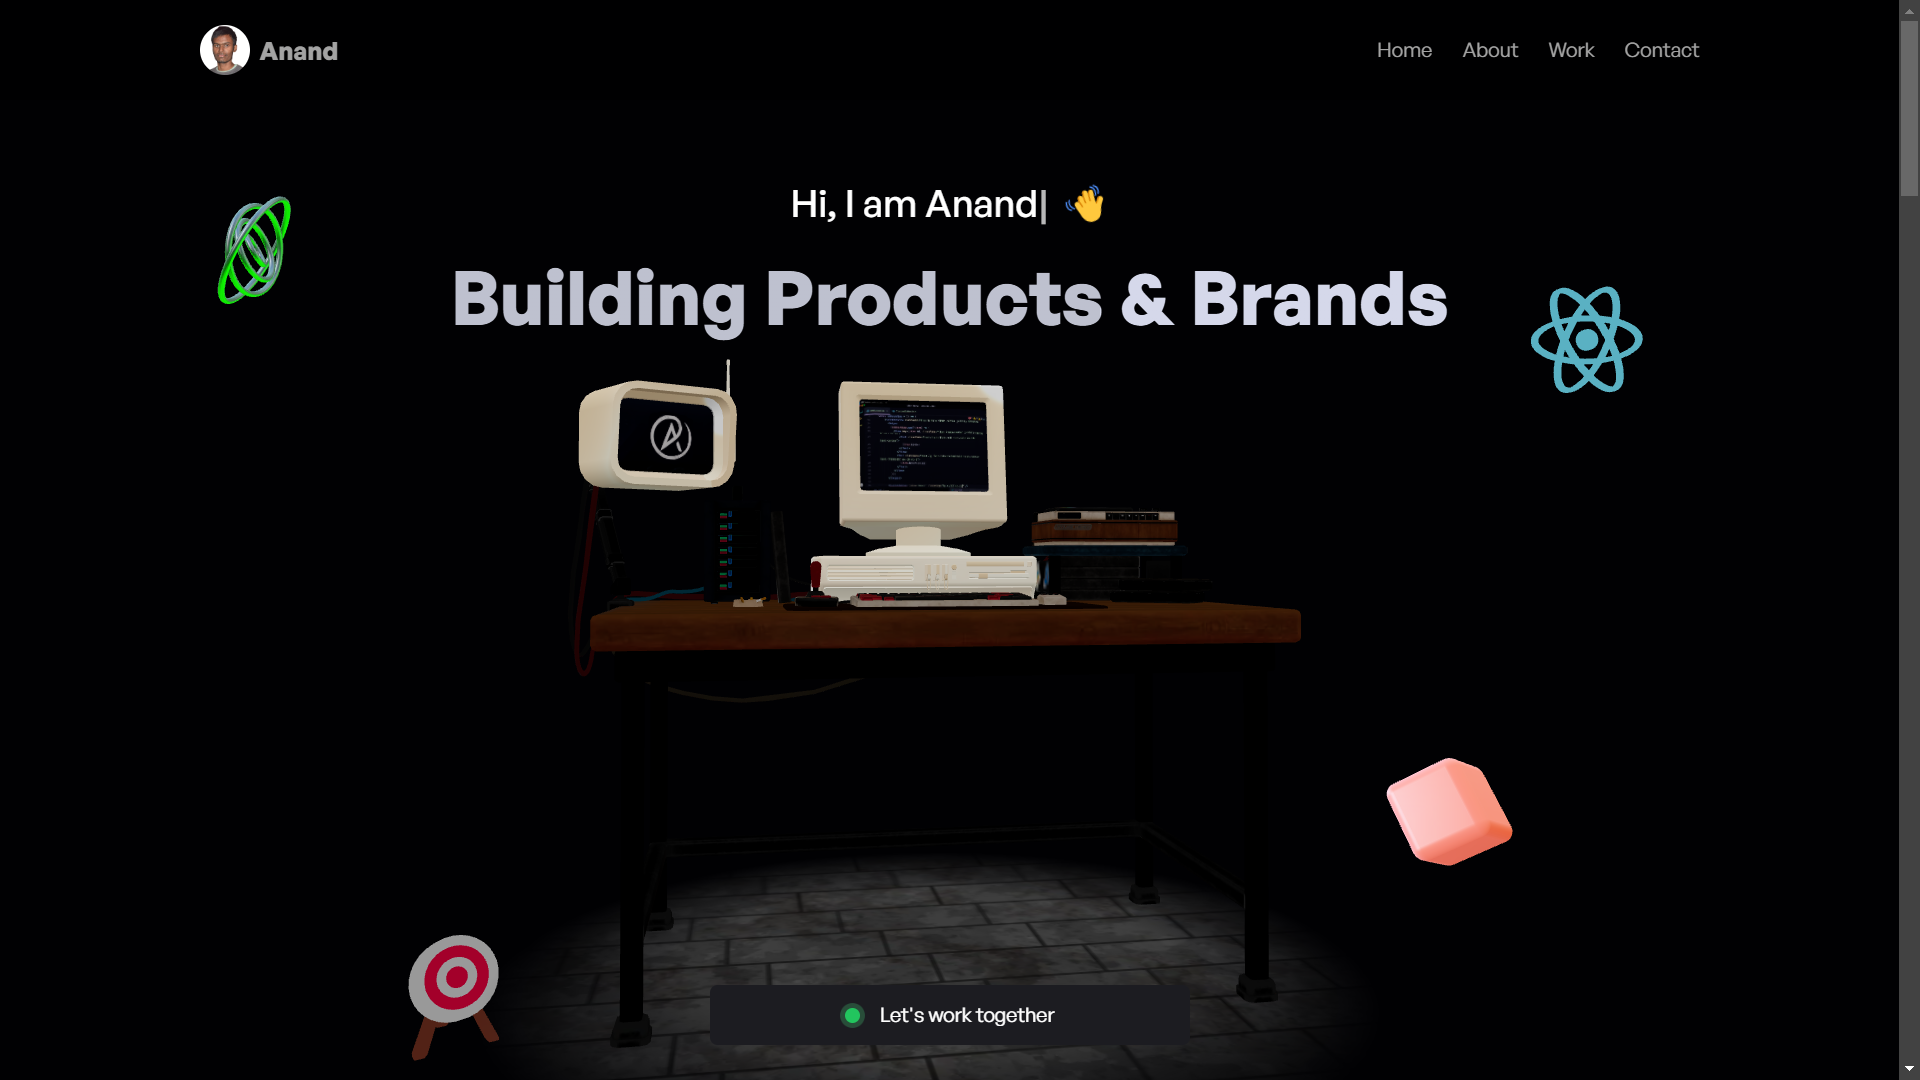 Anand
Home About Work Contact
Hi, I am Anand| 👋
Building Products & Brands
Let's work together